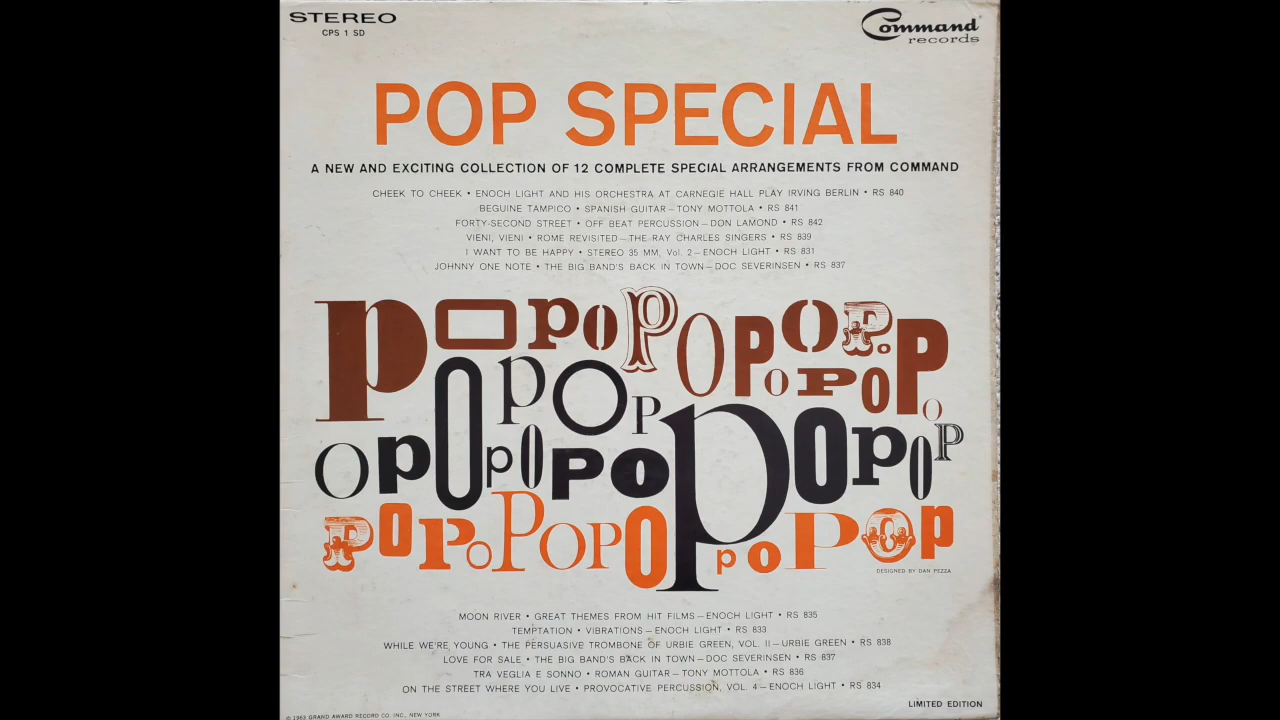 STEREO
CPS 1 SD
Command
records
POP SPECIAL
A NEW AND EXCITING COLLECTION OF 12 COMPLETE SPECIAL ARRANGEMENTS FROM COMMAND
CHEEK TO CHEEK • ENOCH LIGHT AND HIS ORCHESTRA AT CARNEGIE HALL PLAY IRVING BERLIN • RS 840
BEGUINE TAMPICO • SPANISH GUITAR—TONY MOTTOLA • RS 841
FORTY-SECOND STREET • OFF BEAT PERCUSSION—DON LAMOND • RS 842
VIENI, VIENI • ROME REVISITED—THE RAY CHARLES SINGERS • RS 839
I WANT TO BE HAPPY • STEREO 35 MM, Vol. 2—ENOCH LIGHT • RS 831
JOHNNY ONE NOTE • THE BIG BAND'S BACK IN TOWN—DOC SEVERINSEN • RS 837
POPOPOPOPo
oPoPo
OPOPOPOPOPOPOPOP
POPoPOPOPoPOP
DESIGNED BY DAN PEZZA
MOON RIVER • GREAT THEMES FROM HIT FILMS—ENOCH LIGHT • RS 835
TEMPTATION • VIBRATIONS—ENOCH LIGHT • RS 833
WHILE WE'RE YOUNG • THE PERSUASIVE TROMBONE OF URBIE GREEN, VOL. II—URBIE GREEN • RS 838
LOVE FOR SALE • THE BIG BAND'S BACK IN TOWN—DOC SEVERINSEN • RS 837
TRA VEGLIA E SONNO • ROMAN GUITAR—TONY MOTTOLA • RS 836
ON THE STREET WHERE YOU LIVE • PROVOCATIVE PERCUSSION, VOL. 4—ENOCH LIGHT • RS 834
LIMITED EDITION
© 1962 GRAND AWARD RECORD CO. INC., NEW YORK